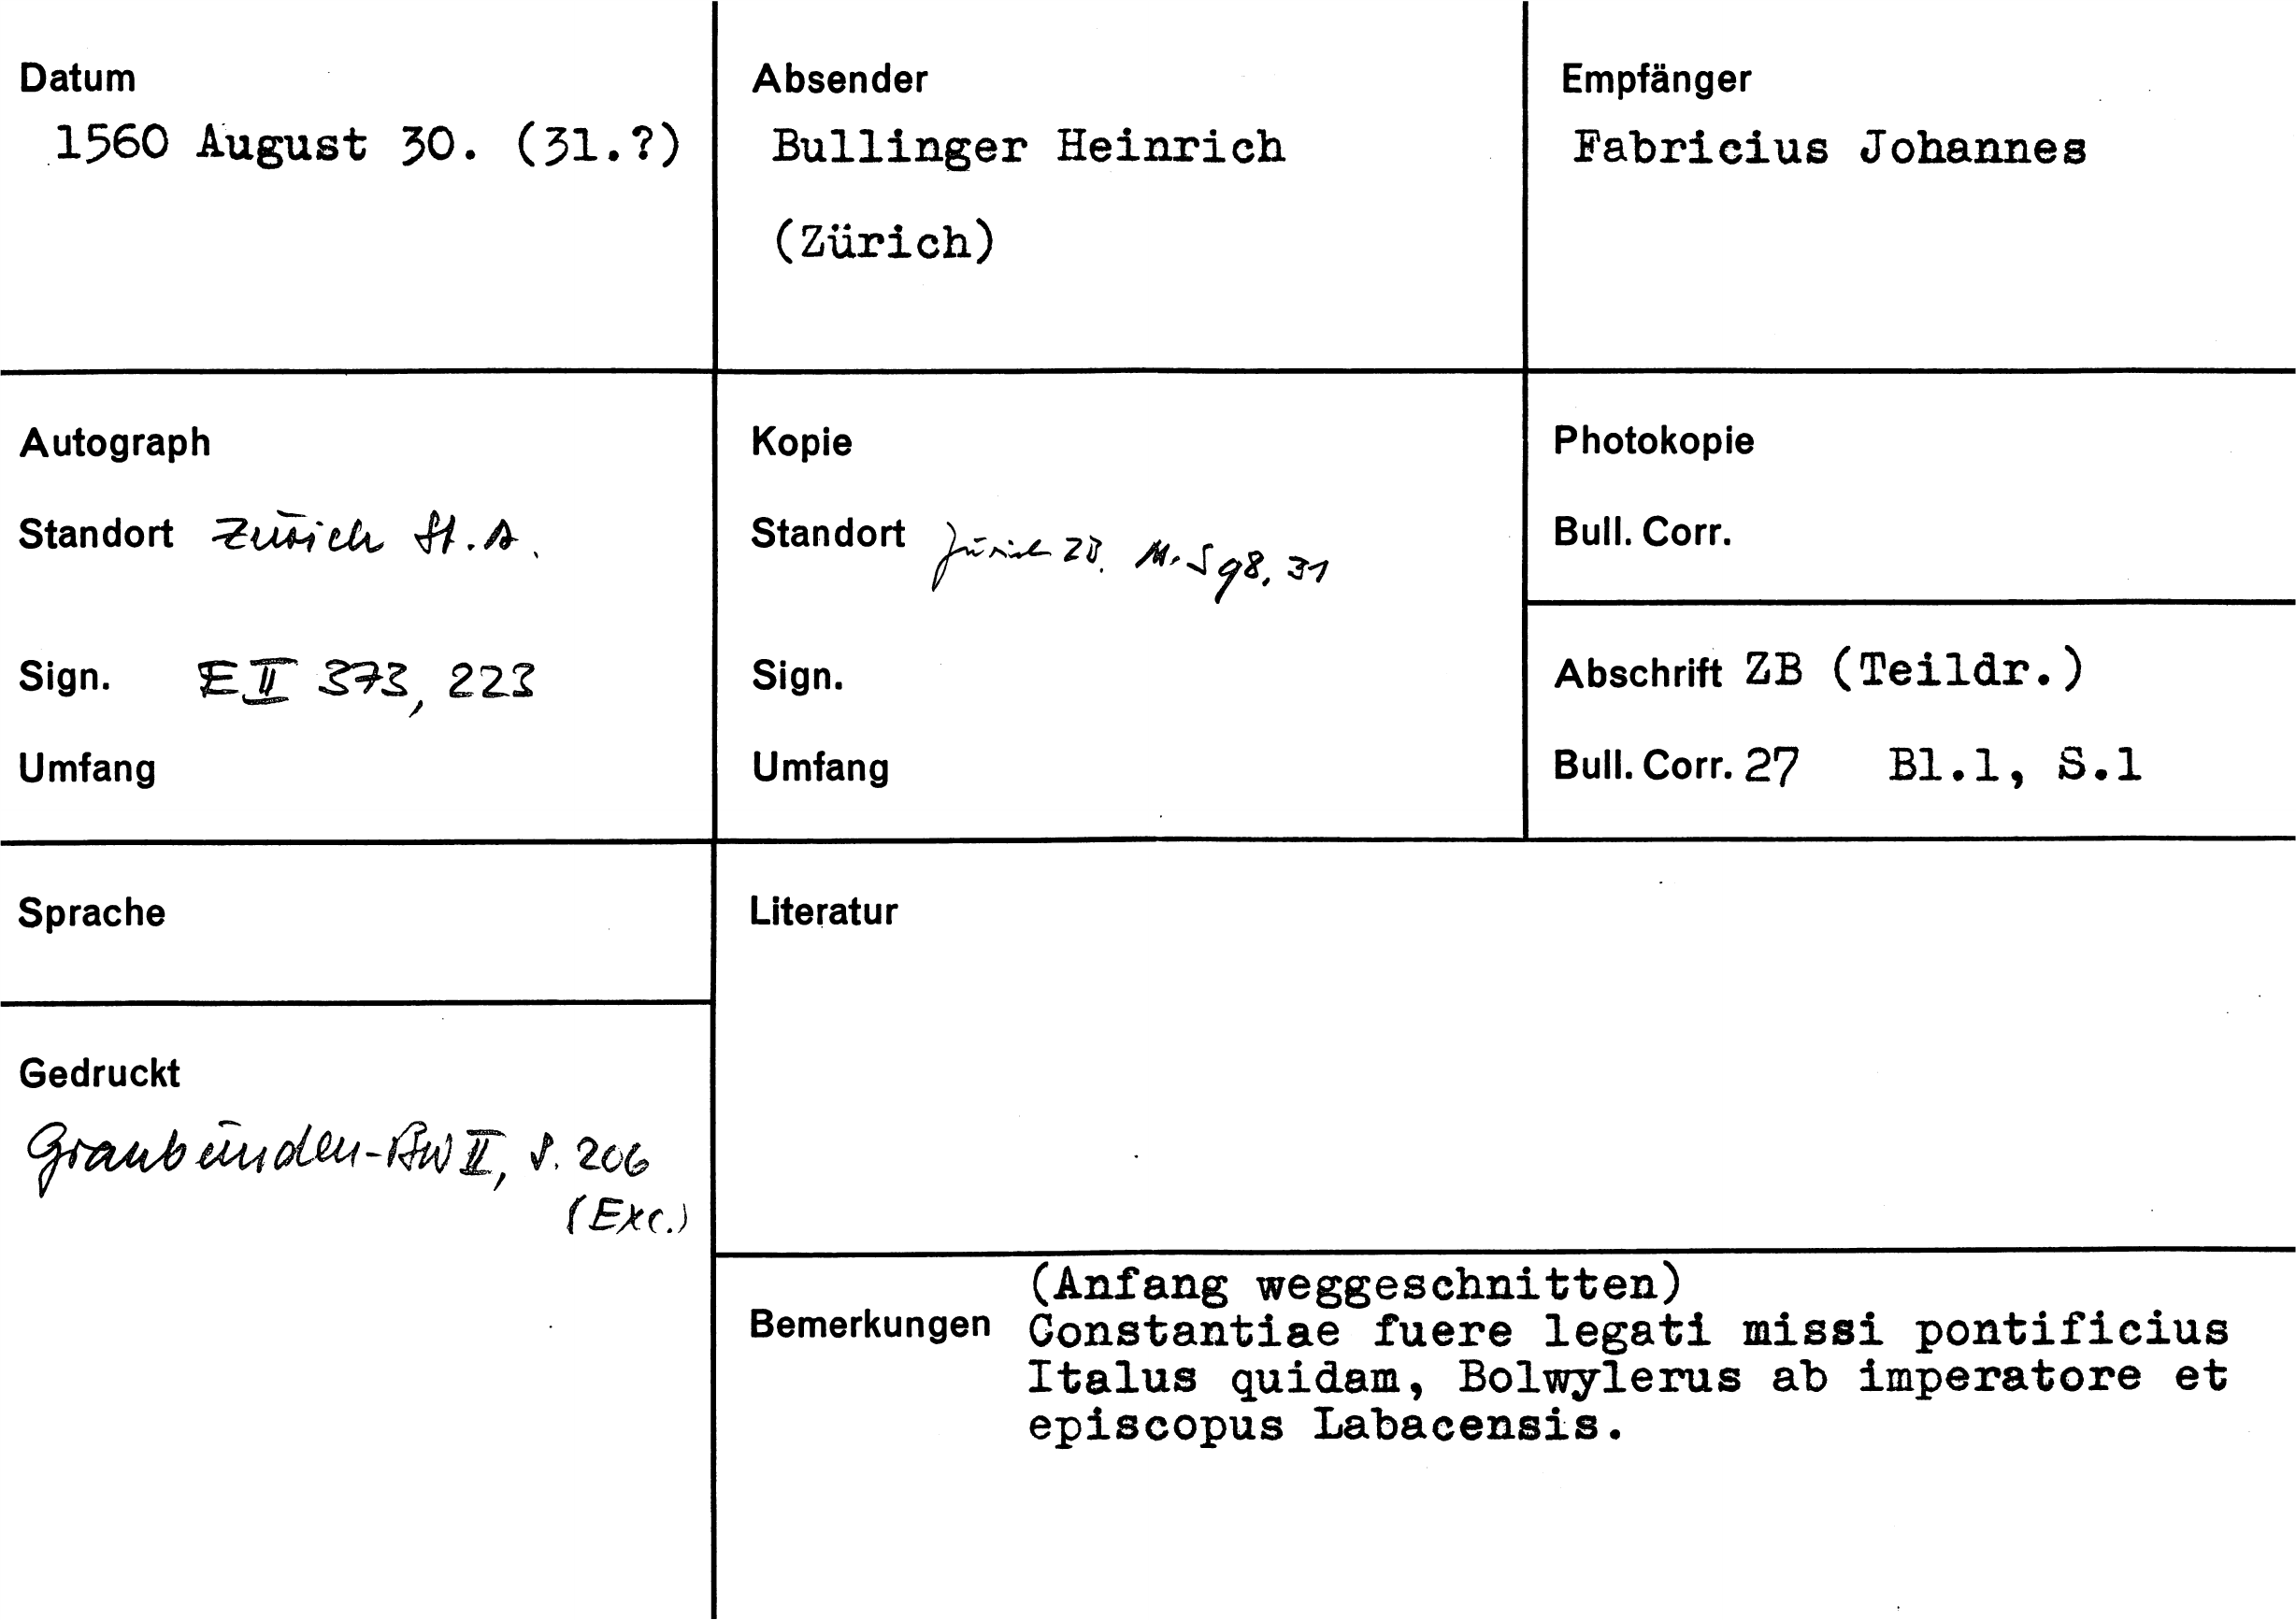 Datum
1560 August 30. (31.?)
Absender
Bullinger Heinrich
(Zürich)
Empfänger
Fabricius Johannes
Autograph
Standort Zürich St.A.
Sign. E II 373, 223
Umfang
Kopie
Standort Zürich ZB. Ms S 98, 31
Sign.
Umfang
Photokopie
Bull. Corr.
Abschrift ZB (Teildr.)
Bull. Corr. 27 Bl.1, S.1
Sprache
Gedruckt
Graubünden-BW II, S. 206
(Exc.)
Literatur
Bemerkungen
(Anfang weggeschnitten)
Constantiae fuere legati missi pontificius
Italus quidam, Bolwylerus ab imperatore et
episcopus Labacensis.